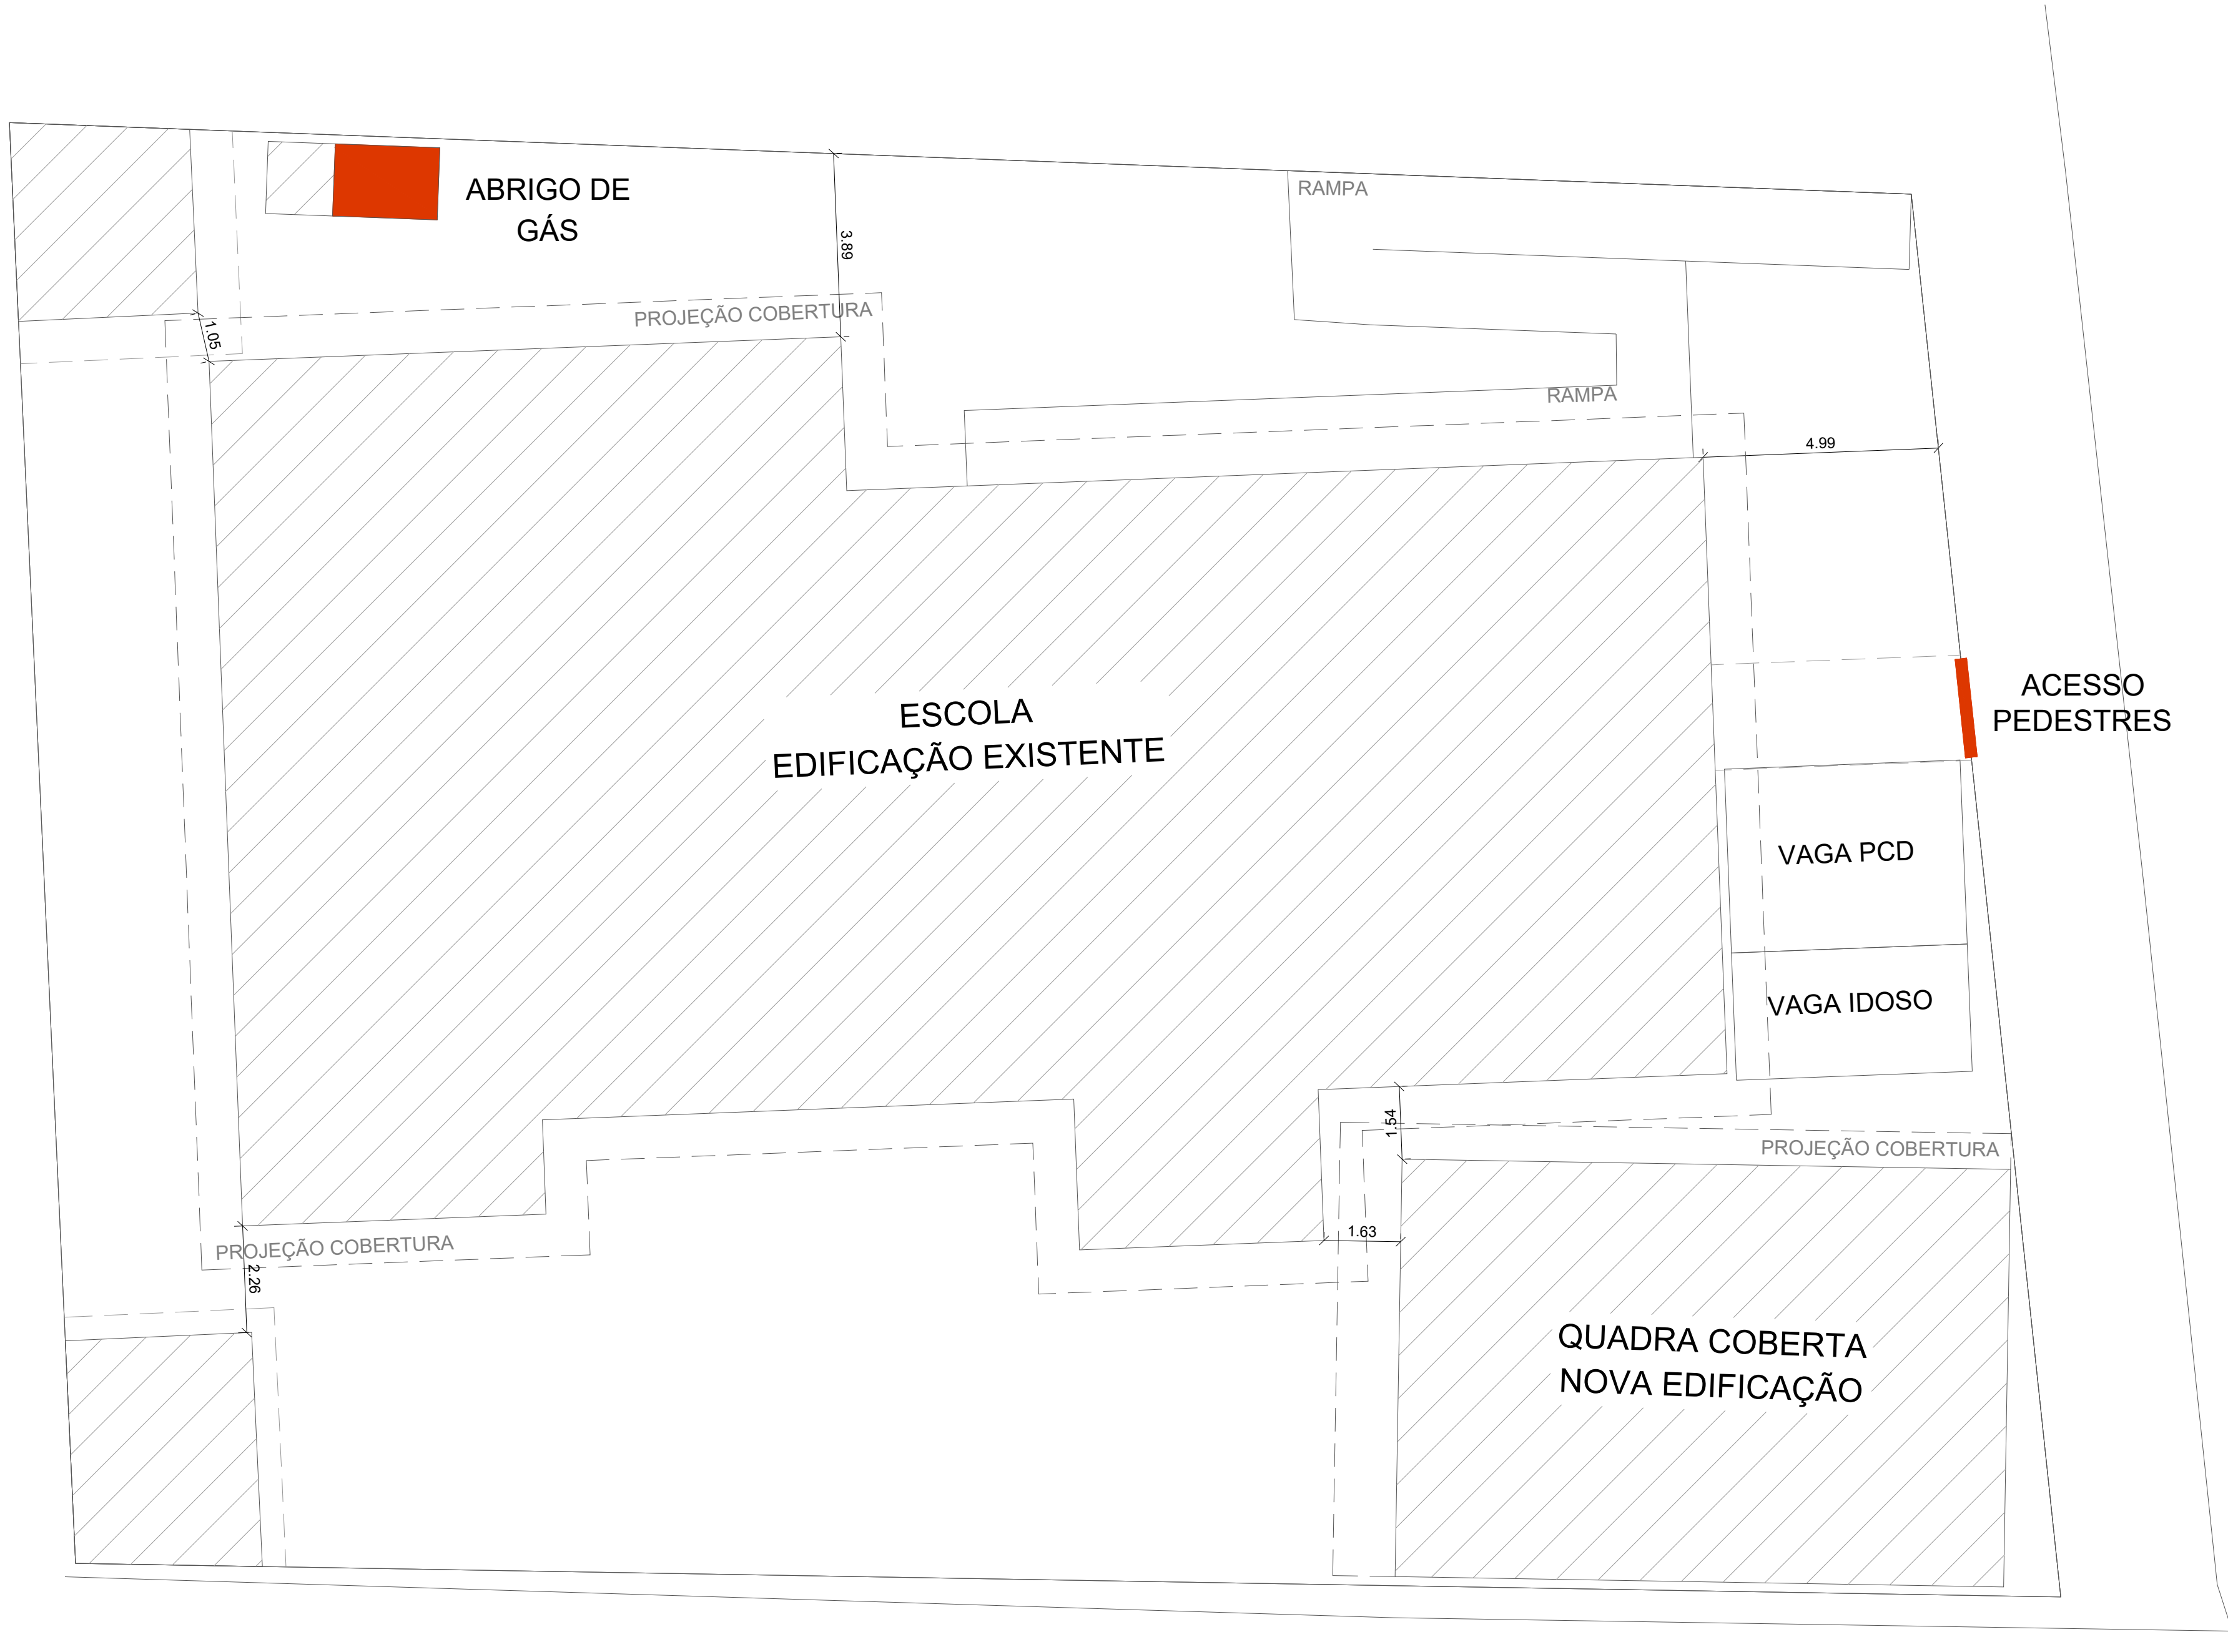 RAMPA
ABRIGO DE
GÁS
3.89
PROJEÇÃO COBERTURA
1.05
RAMPA
4.99
ACESSO
PEDESTRES
ESCOLA
EDIFICAÇÃO EXISTENTE
VAGA PCD
VAGA IDOSO
1.54
PROJEÇÃO COBERTURA
1.63
PROJEÇÃO COBERTURA
2.26
QUADRA COBERTA
NOVA EDIFICAÇÃO